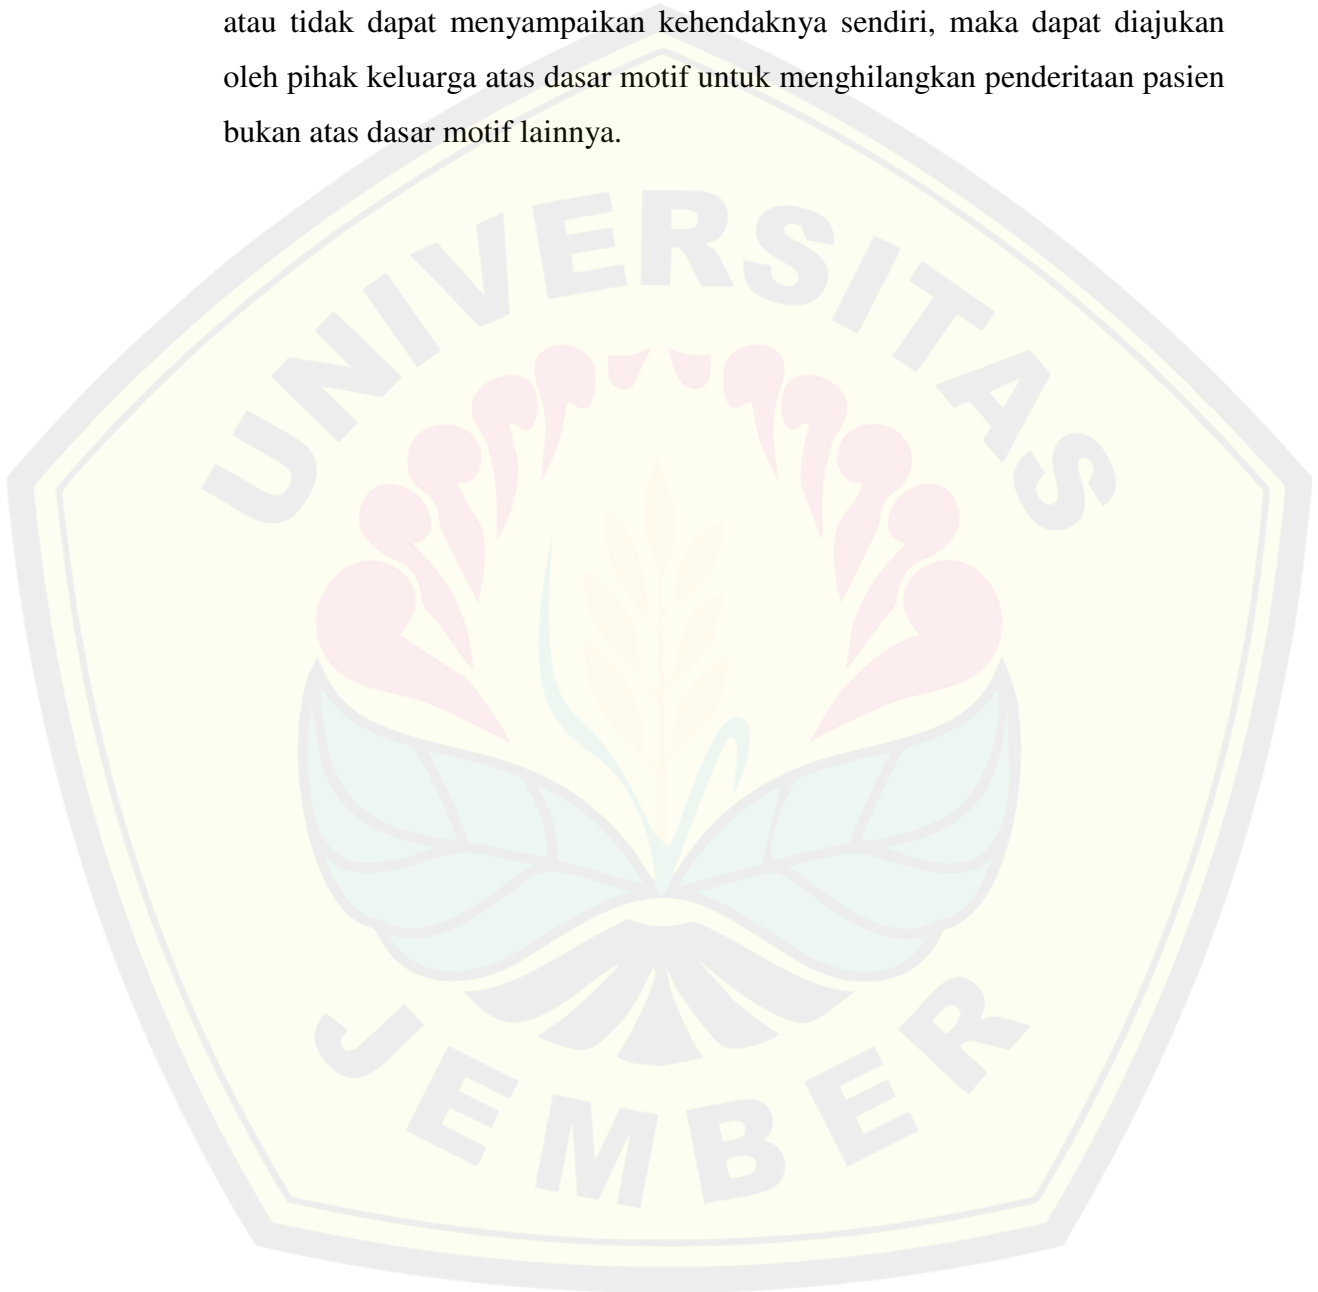 atau tidak dapat menyampaikan kehendaknya sendiri, maka dapat diajukan
oleh pihak keluarga atas dasar motif untuk menghilangkan penderitaan pasien
bukan atas dasar motif lainnya.
UNIVERSITAS
JEMBER